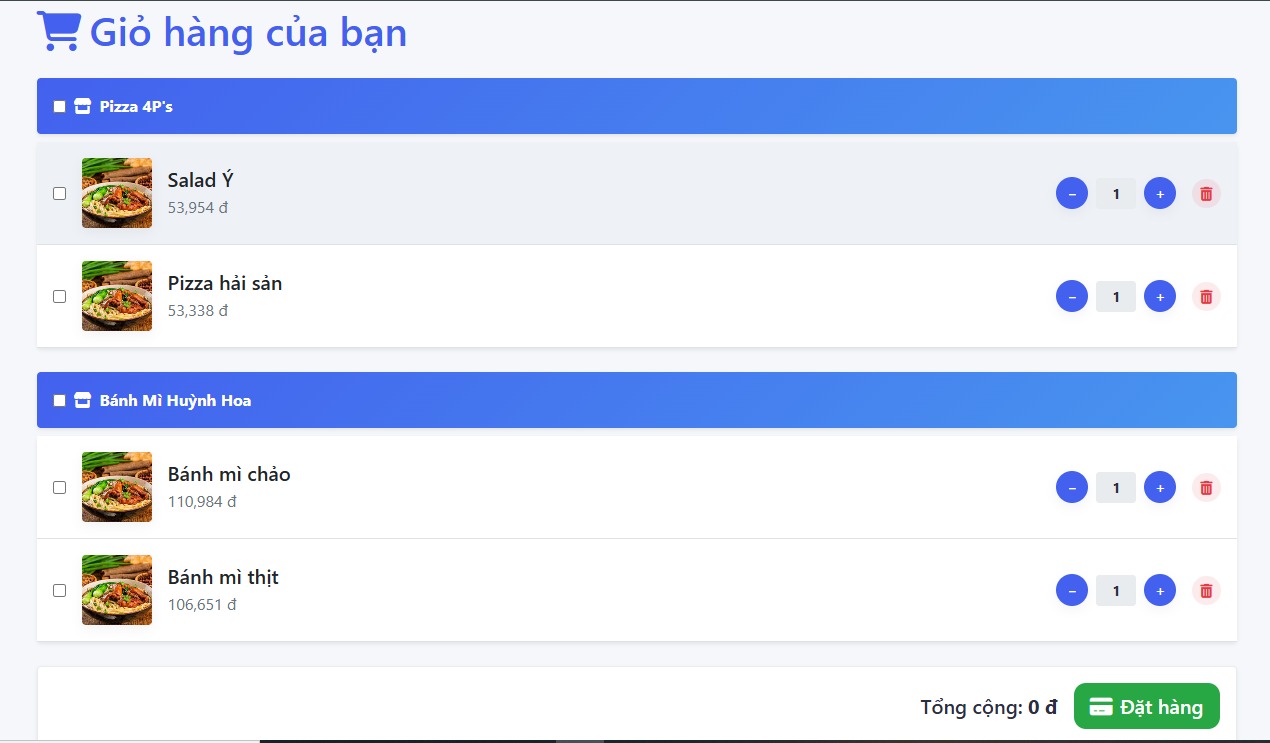 Giỏ hàng của bạn
Pizza 4P's
Salad Ý
53,954 đ
- 1 +
Pizza hải sản
53,338 đ
- 1 +
Bánh Mì Huỳnh Hoa
Bánh mì chảo
110,984 đ
- 1 +
Bánh mì thịt
106,651 đ
- 1 +
Tổng cộng: 0 đ Đặt hàng